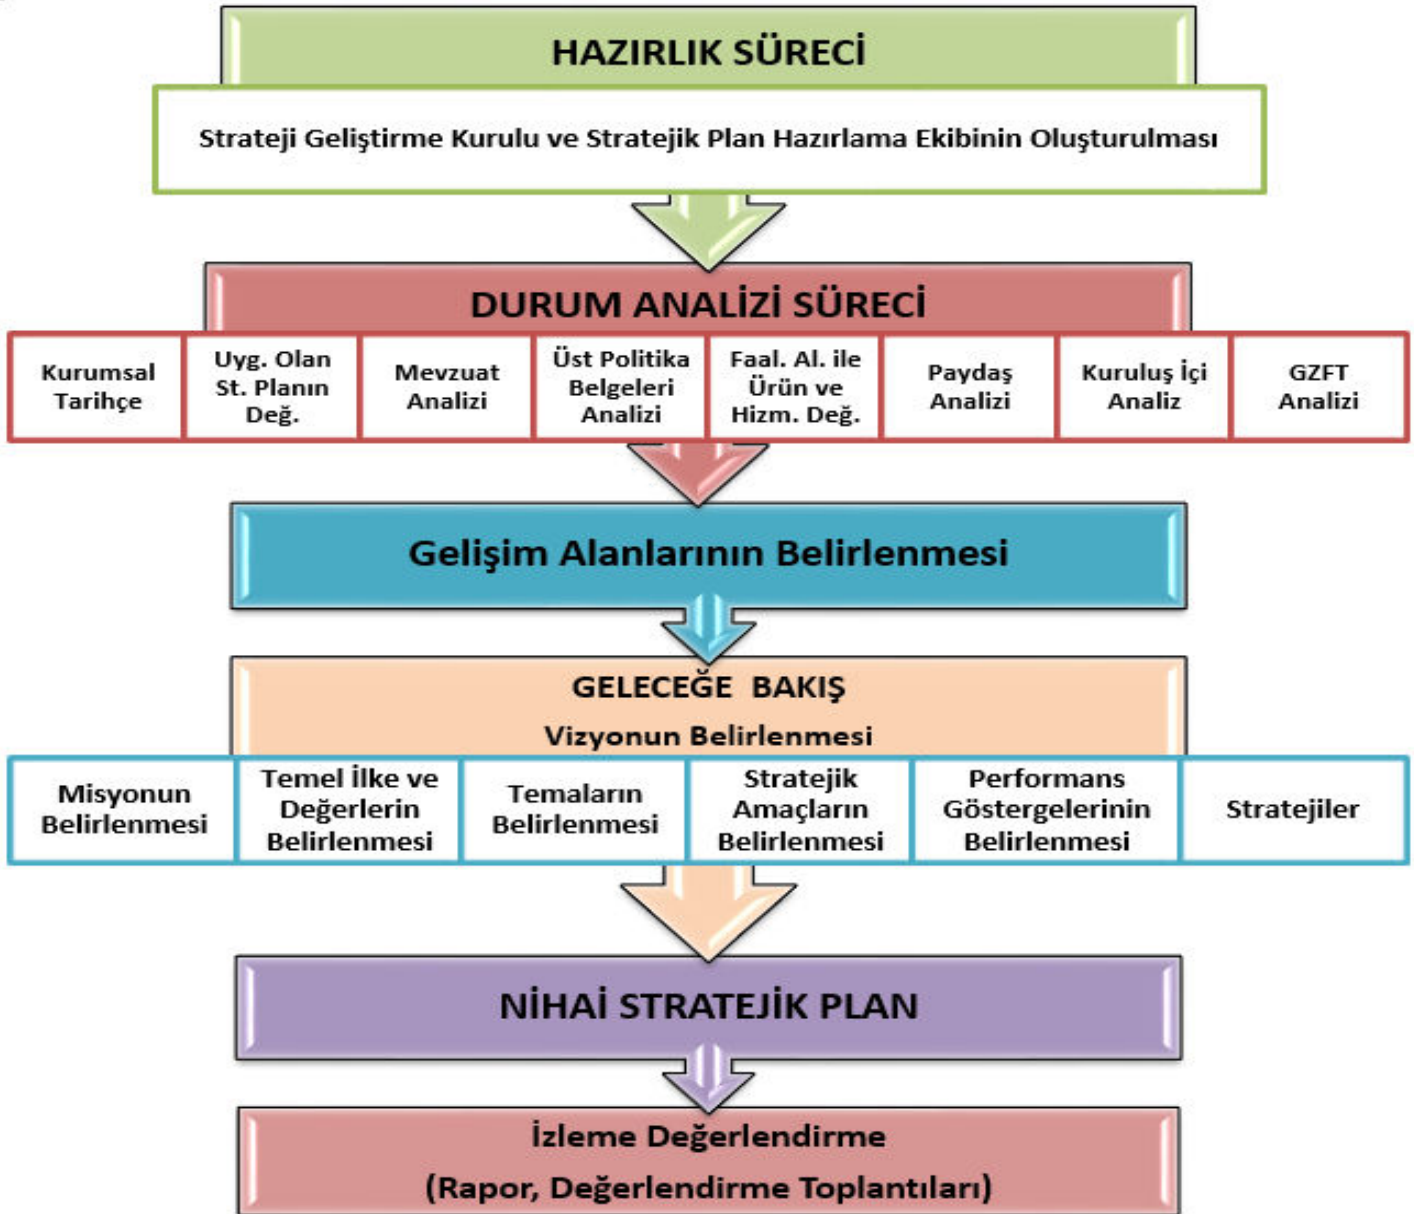 HAZIRLIK SÜRECİ
Strateji Geliştirme Kurulu ve Stratejik Plan Hazırlama Ekibinin Oluşturulması
DURUM ANALİZİ SÜRECİ
Kurumsal
Tarihçe
Uyg. Olan
St. Planın
Değ.
Mevzuat
Analizi
Üst Politika
Belgeleri
Analizi
Faal. Al. ile
Ürün ve
Hizm. Değ.
Paydaş
Analizi
Kuruluş İçi
Analiz
GZFT
Analizi
Gelişim Alanlarının Belirlenmesi
GELECEĞE BAKIŞ
Vizyonun Belirlenmesi
Misyonun
Belirlenmesi
Temel İlke ve
Değerlerin
Belirlenmesi
Temaların
Belirlenmesi
Stratejik
Amaçların
Belirlenmesi
Performans
Göstergelerinin
Belirlenmesi
Stratejiler
NİHAİ STRATEJİK PLAN
İzleme Değerlendirme
(Rapor, Değerlendirme Toplantıları)